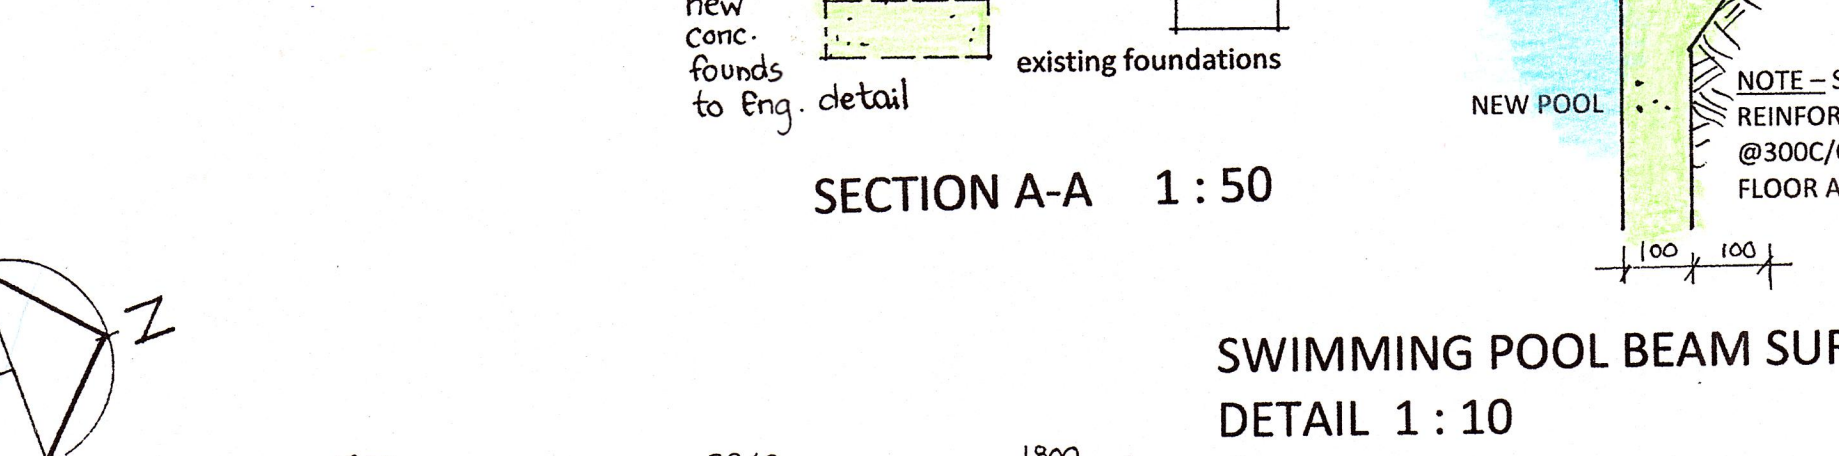 new
conc.
founds
to Eng. detail
existing foundations
SECTION A-A 1 : 50
NEW POOL
NOTE –
REINFOR
@300C/
FLOOR A
100 100
N
SWIMMING POOL BEAM SUR
DETAIL 1 : 10
1800